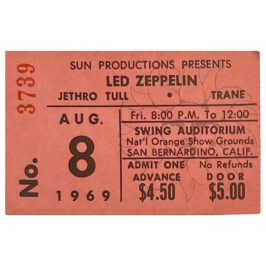 3739
No.
SUN PRODUCTIONS PRESENTS
LED ZEPPELIN
JETHRO TULL • TRANE
AUG.
8
1969
Fri. 8:00 P.M. To 12:00
SWING AUDITORIUM
Nat'l Orange Show Grounds
SAN BERNARDINO, CALIF.
ADMIT ONE No Refunds
ADVANCE DOOR
$4.50 $5.00